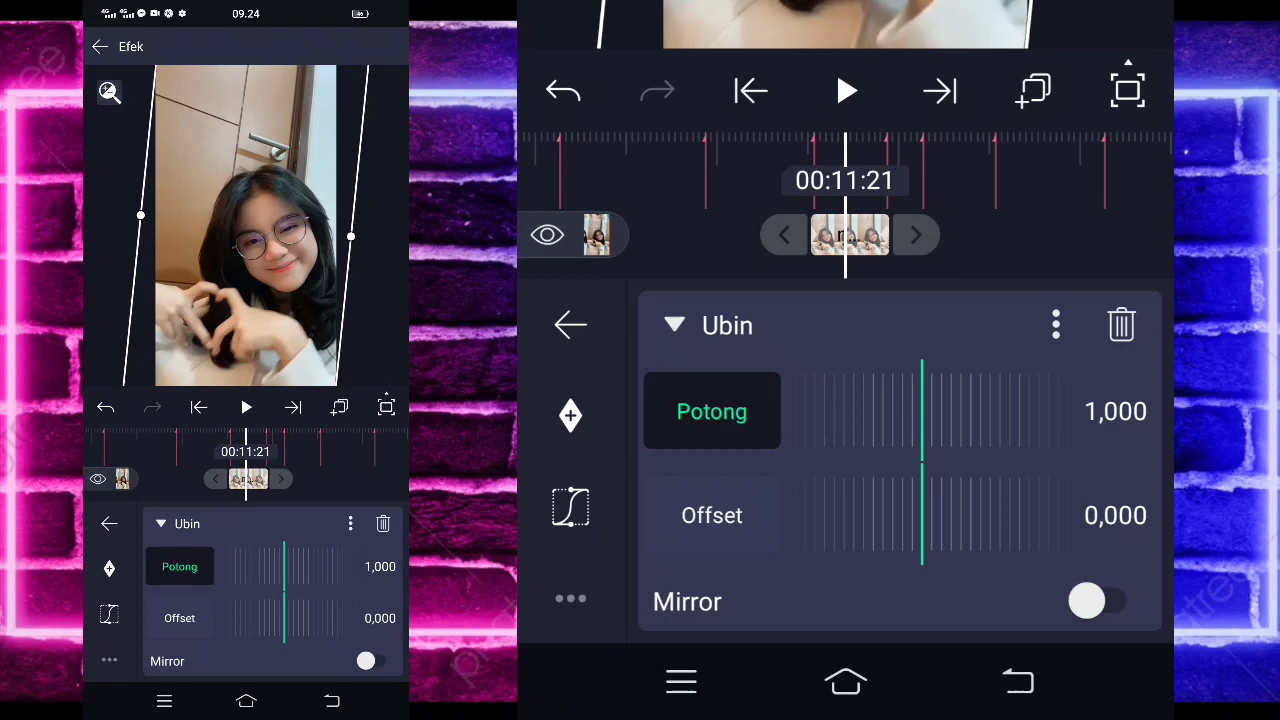 09.24
Efek
00:11:21
Ubin
Potong
1,000
Offset
0,000
Mirror
00:11:21
Ubin
Potong
1,000
Offset
0,000
Mirror